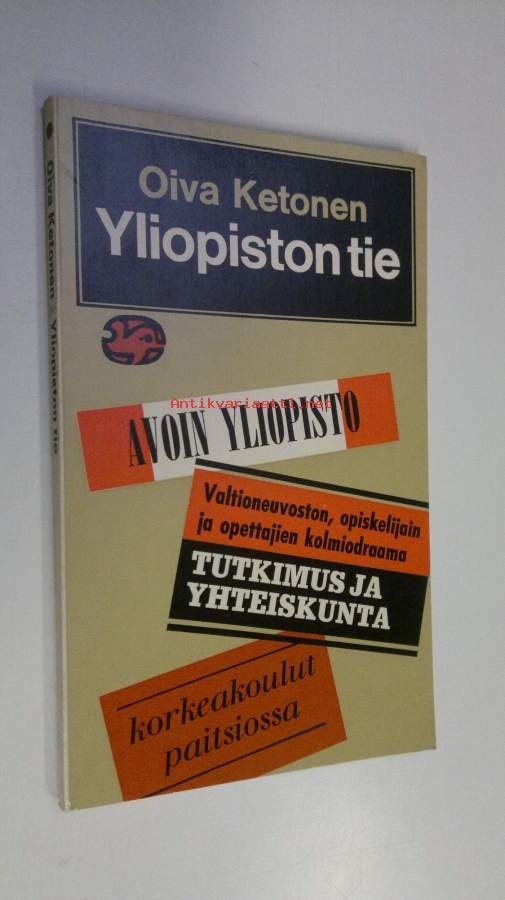 Oiva Ketonen
Yliopiston tie
Oiva Ketonen Yliopiston tie
Antikvariaatti.net
AVOIN YLIOPISTO
Valtioneuvoston, opiskelijain
ja opettajien kolmiodraama
TUTKIMUS JA
YHTEISKUNTA
korkeakoulut
paitsiossa